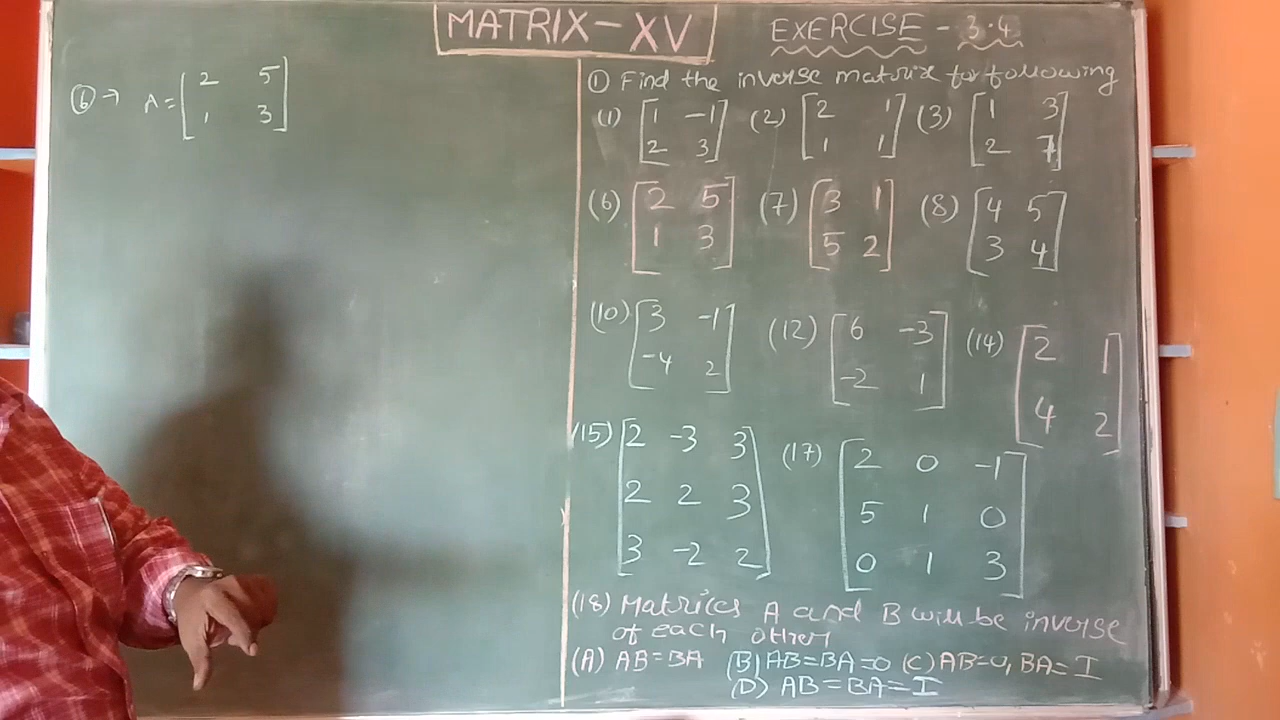 MATRIX-XV
EXERCISE - 3.4
⑥→ A = [2 5
1 3]
① Find the inverse matrix for following
(1) [1 -1
2 3]
(2) [2 1
1 1]
(3) [1 3
2 7]
(6) [2 5
1 3]
(7) [3 1
5 2]
(8) [4 5
3 4]
(10) [3 -1
-4 2]
(12) [6 -3
-2 1]
(14) [2 1
4 2]
(15) [2 -3 3
2 2 3
3 -2 2]
(17) [2 0 -1
5 1 0
0 1 3]
(18) Matrices A and B will be inverse
of each other
(A) AB=BA (B) AB=BA=0 (C) AB=0, BA=I
(D) AB=BA=I